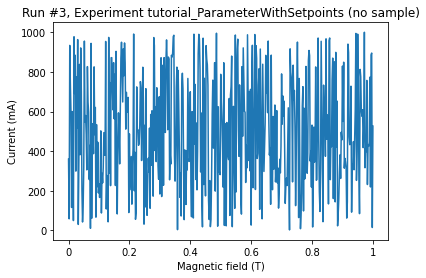 Run #3, Experiment tutorial_ParameterWithSetpoints (no sample)
1000
800
600
400
200
0
Current (mA)
0 0.2 0.4 0.6 0.8 1
Magnetic field (T)